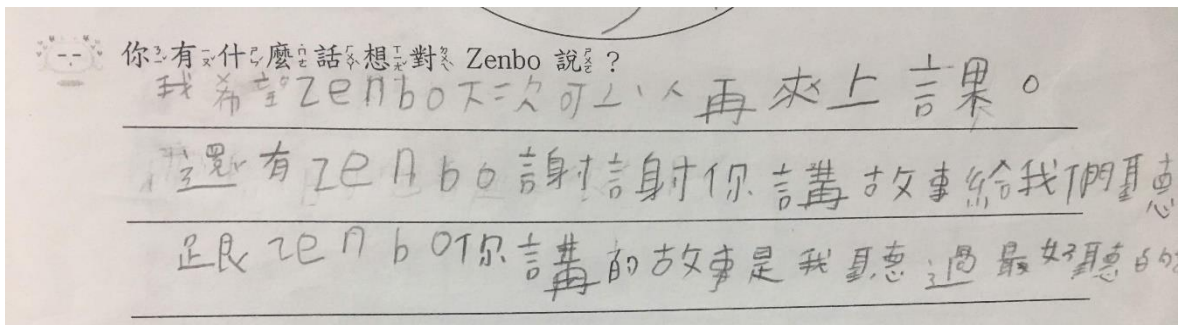 你有什麼話想對 Zenbo 說？
我希望Zenbo下次可以再來上課。
還有Zenbo謝謝你講故事給我們聽
跟Zenbo你講的故事是我聽過最好聽的